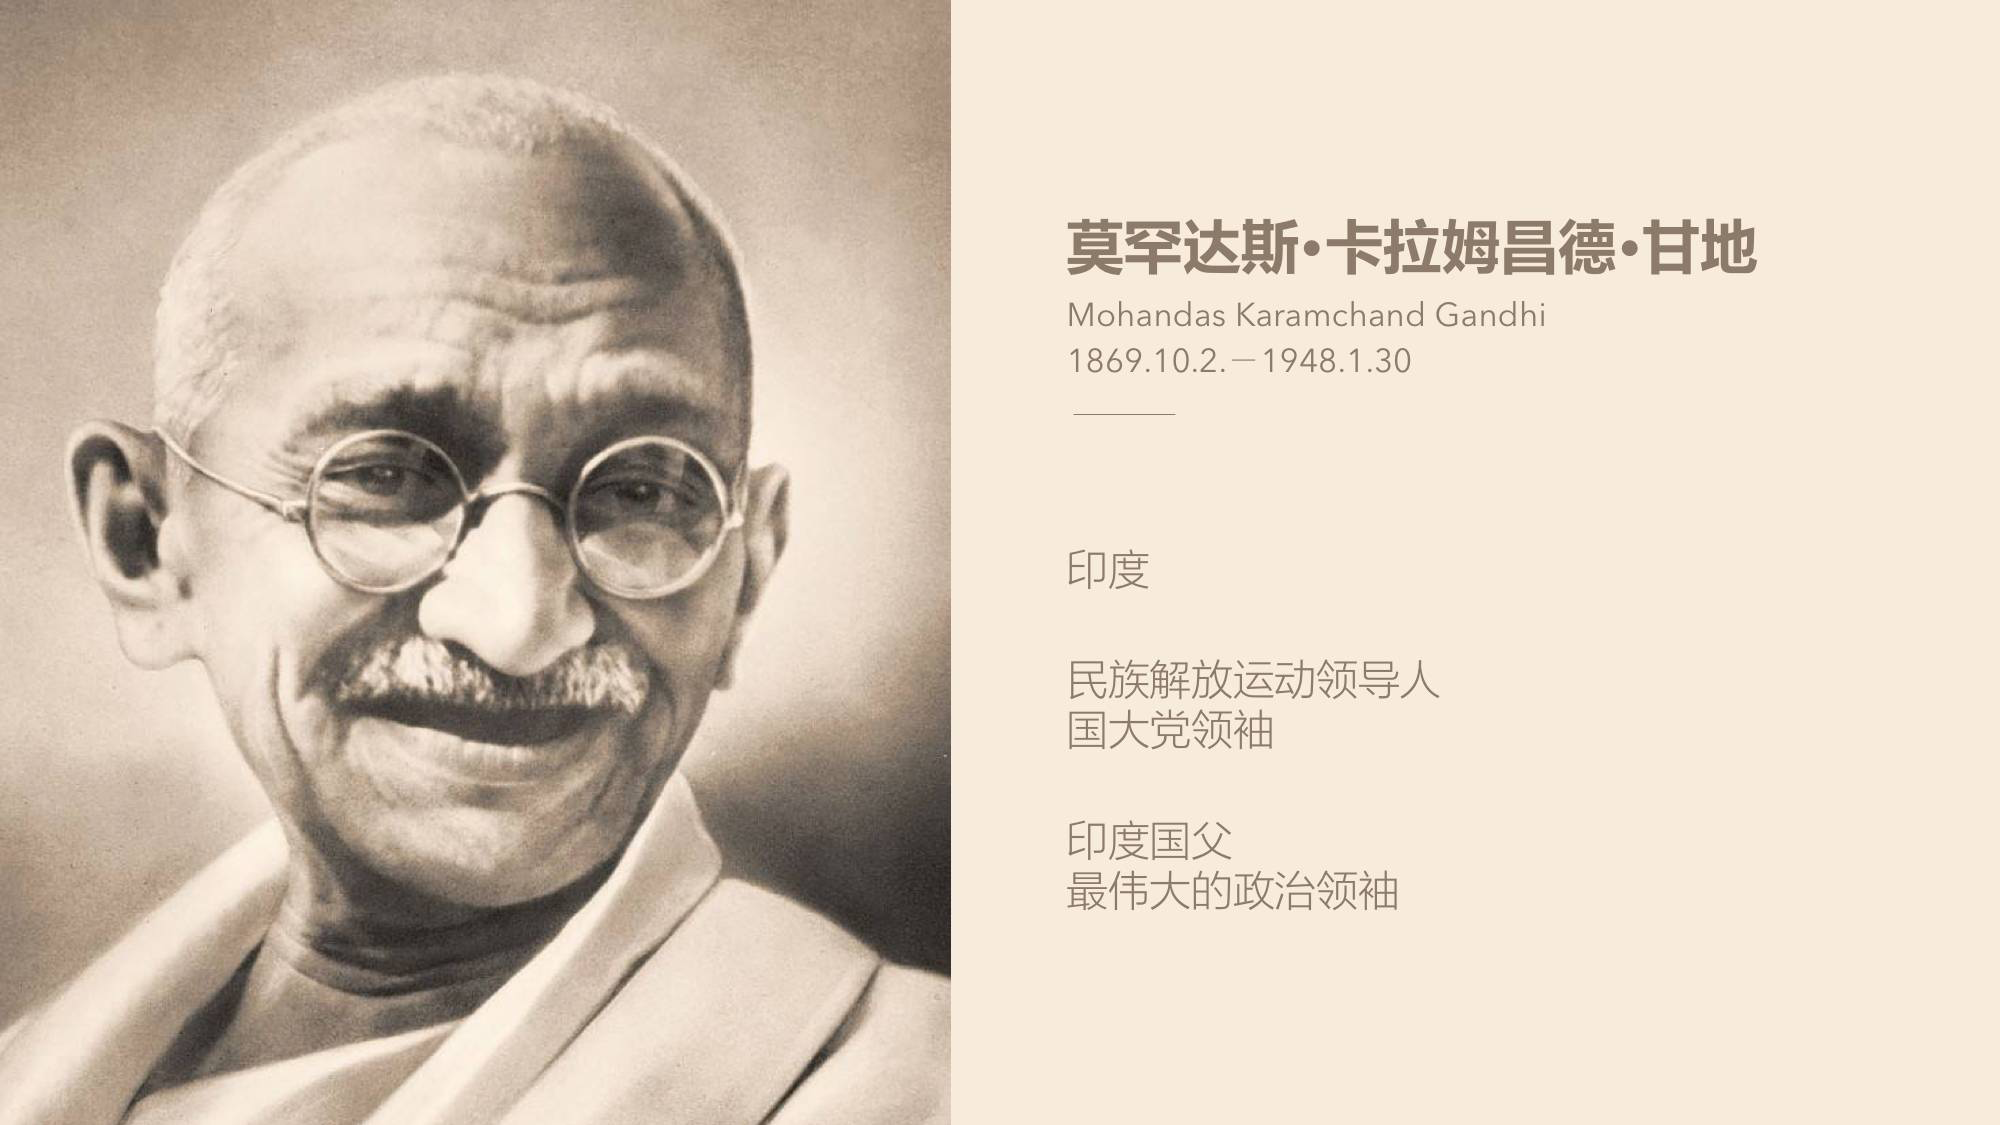 莫罕达斯•卡拉姆昌德•甘地
Mohandas Karamchand Gandhi
1869.10.2.—1948.1.30
印度
民族解放运动领导人
国大党领袖
印度国父
最伟大的政治领袖